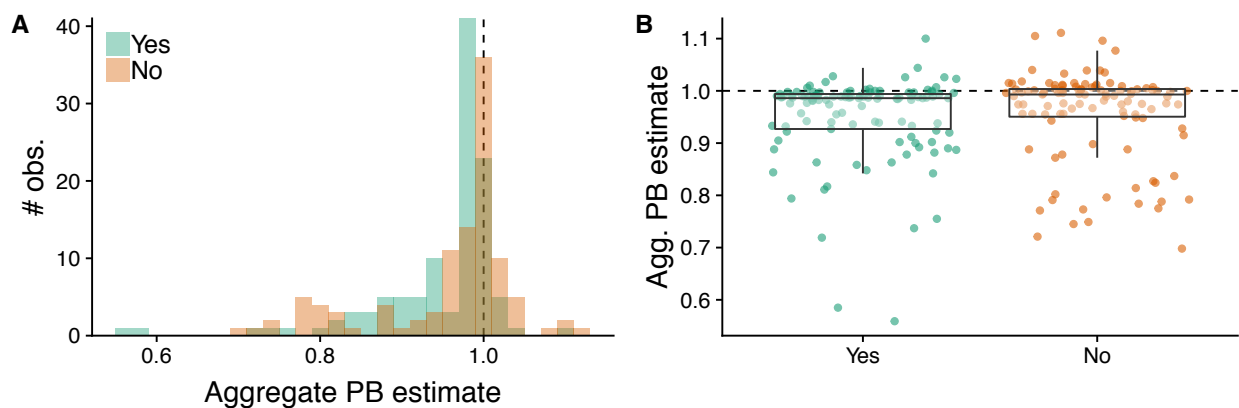 A
# obs.
40
30
20
10
0
Yes
No
0.6
0.8
1.0
Aggregate PB estimate
B
Agg. PB estimate
1.1
1.0
0.9
0.8
0.7
0.6
Yes
No